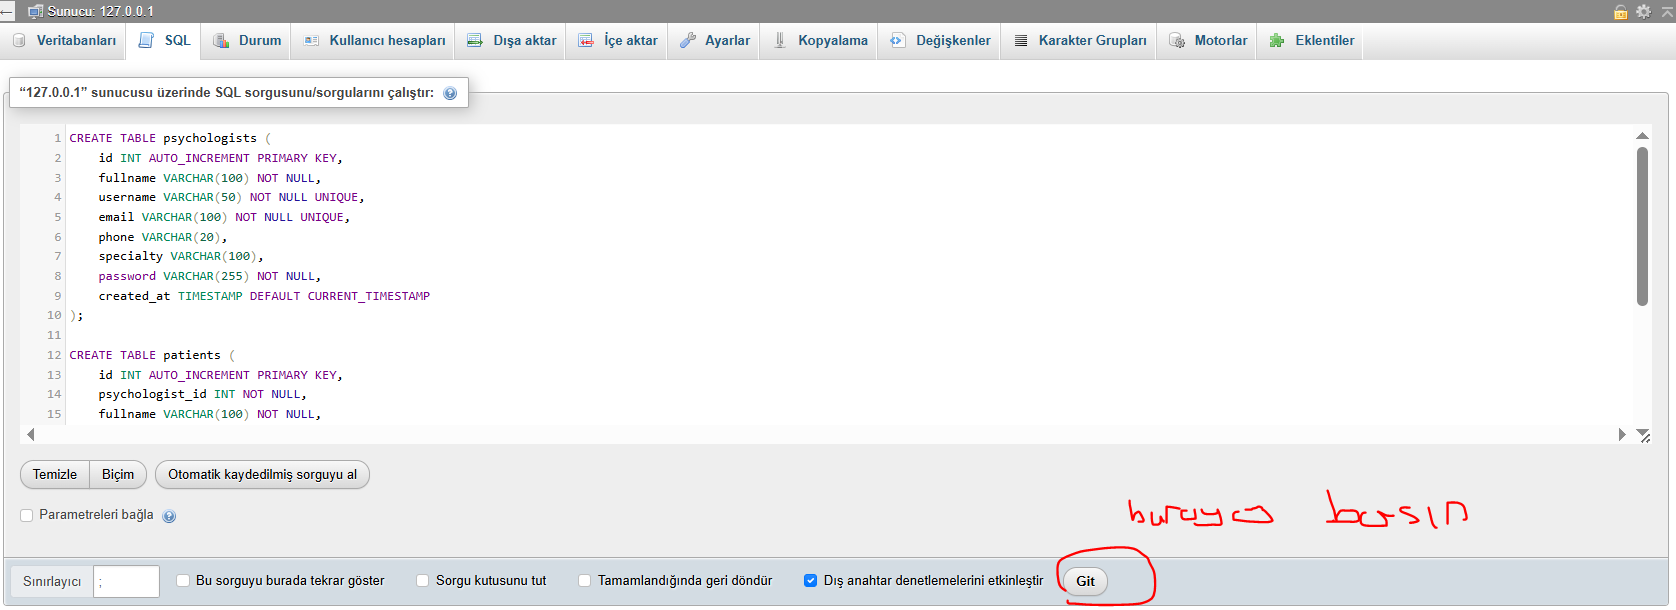 Sunucu: 127.0.0.1
Veritabanları SQL Durum Kullanıcı hesapları Dışa aktar İçe aktar Ayarlar Kopyalama Değişkenler Karakter Grupları Motorlar Eklentiler
“127.0.0.1” sunucusu üzerinde SQL sorgusunu/sorgularını çalıştır:
1 CREATE TABLE psychologists (
2 id INT AUTO_INCREMENT PRIMARY KEY,
3 fullname VARCHAR(100) NOT NULL,
4 username VARCHAR(50) NOT NULL UNIQUE,
5 email VARCHAR(100) NOT NULL UNIQUE,
6 phone VARCHAR(20),
7 specialty VARCHAR(100),
8 password VARCHAR(255) NOT NULL,
9 created_at TIMESTAMP DEFAULT CURRENT_TIMESTAMP
10 );
11
12 CREATE TABLE patients (
13 id INT AUTO_INCREMENT PRIMARY KEY,
14 psychologist_id INT NOT NULL,
15 fullname VARCHAR(100) NOT NULL,
Temizle Biçim Otomatik kaydedilmiş sorguyu al
Parametreleri bağla
buraya basın
Sınırlayıcı ; Bu sorguyu burada tekrar göster Sorgu kutusunu tut Tamamlandığında geri döndür Dış anahtar denetlemelerini etkinleştir Git